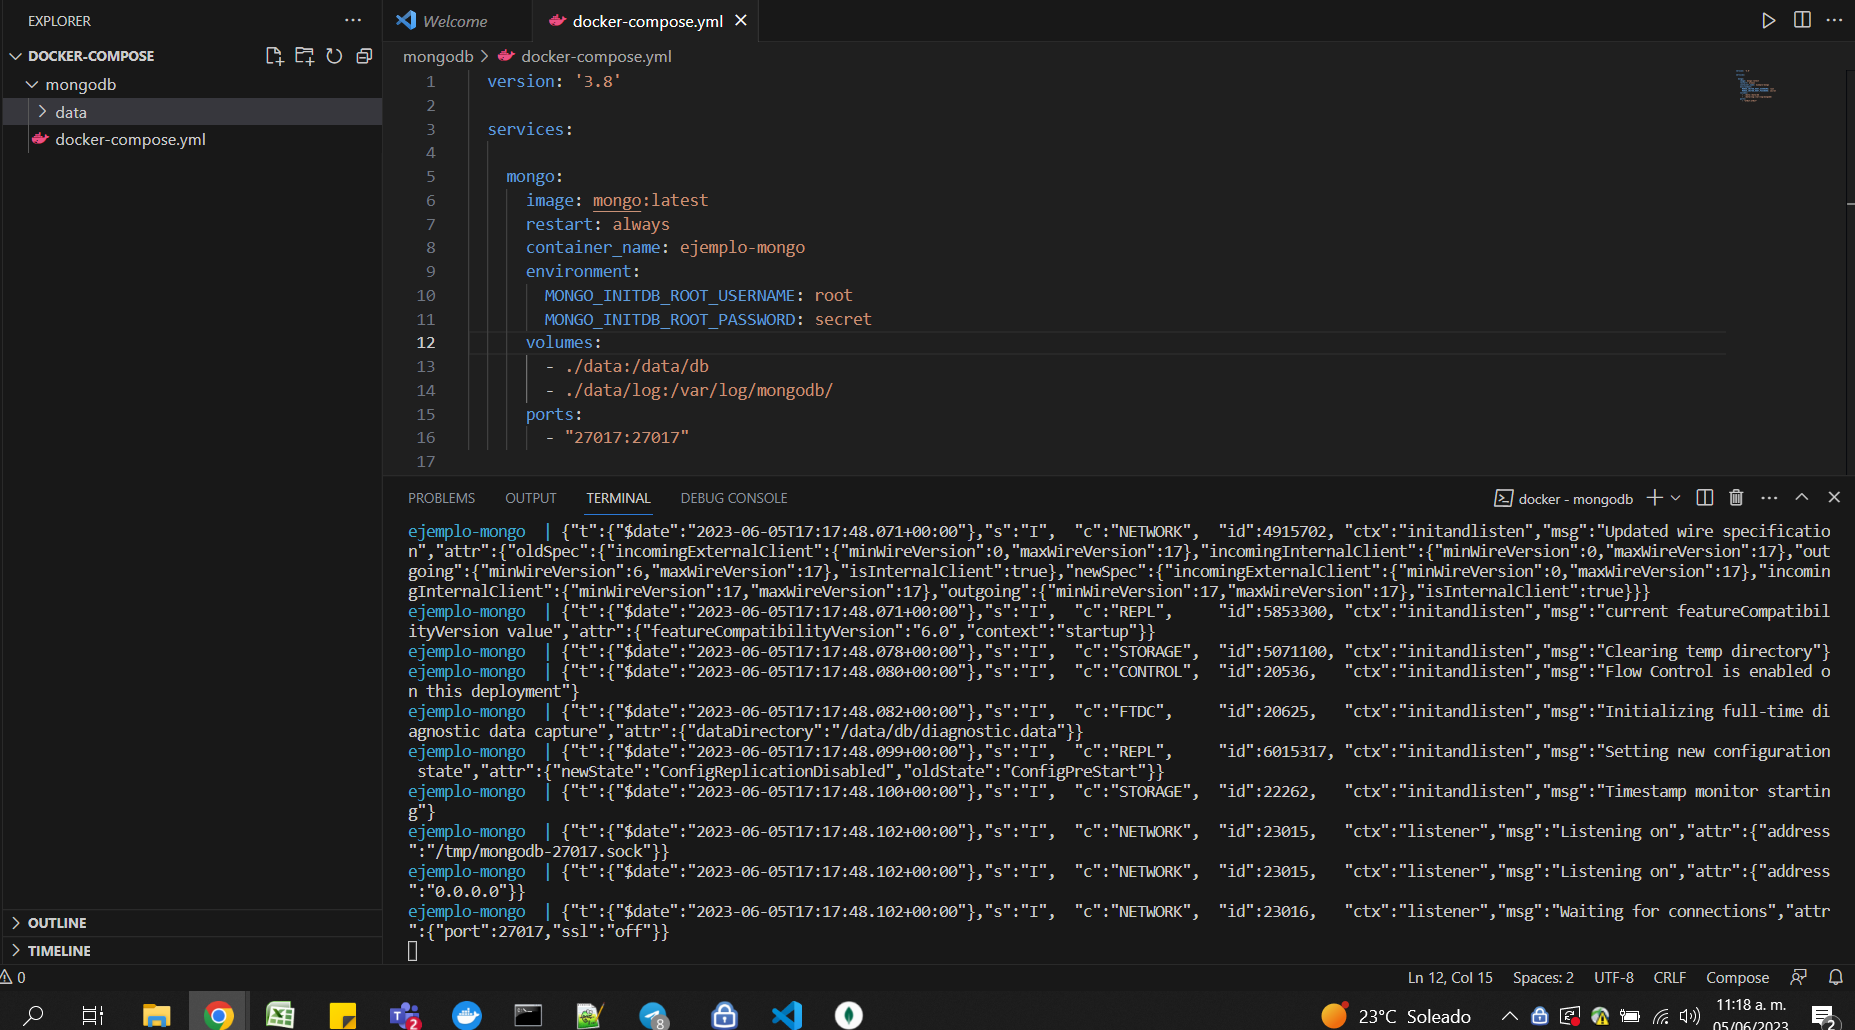 EXPLORER
DOCKER-COMPOSE
mongodb
data
docker-compose.yml
OUTLINE
TIMELINE
Welcome
docker-compose.yml
mongodb > docker-compose.yml
1 version: '3.8'
2
3 services:
4
5 mongo:
6 image: mongo:latest
7 restart: always
8 container_name: ejemplo-mongo
9 environment:
10 MONGO_INITDB_ROOT_USERNAME: root
11 MONGO_INITDB_ROOT_PASSWORD: secret
12 volumes:
13 - ./data:/data/db
14 - ./data/log:/var/log/mongodb/
15 ports:
16 - "27017:27017"
17
PROBLEMS OUTPUT TERMINAL DEBUG CONSOLE
docker - mongodb
ejemplo-mongo | {"t":{"$date":"2023-06-05T17:17:48.071+00:00"},"s":"I", "c":"NETWORK", "id":4915702, "ctx":"initandlisten","msg":"Updated wire specificatio
n","attr":{"oldSpec":{"incomingExternalClient":{"minWireVersion":0,"maxWireVersion":17},"incomingInternalClient":{"minWireVersion":0,"maxWireVersion":17},"out
going":{"minWireVersion":6,"maxWireVersion":17},"isInternalClient":true},"newSpec":{"incomingExternalClient":{"minWireVersion":0,"maxWireVersion":17},"incomin
gInternalClient":{"minWireVersion":17,"maxWireVersion":17},"outgoing":{"minWireVersion":17,"maxWireVersion":17},"isInternalClient":true}}}
ejemplo-mongo | {"t":{"$date":"2023-06-05T17:17:48.071+00:00"},"s":"I", "c":"REPL", "id":5853300, "ctx":"initandlisten","msg":"current featureCompatibil
ityVersion value","attr":{"featureCompatibilityVersion":"6.0","context":"startup"}}
ejemplo-mongo | {"t":{"$date":"2023-06-05T17:17:48.078+00:00"},"s":"I", "c":"STORAGE", "id":5071100, "ctx":"initandlisten","msg":"Clearing temp directory"}
ejemplo-mongo | {"t":{"$date":"2023-06-05T17:17:48.080+00:00"},"s":"I", "c":"CONTROL", "id":20536, "ctx":"initandlisten","msg":"Flow Control is enabled o
n this deployment"}
ejemplo-mongo | {"t":{"$date":"2023-06-05T17:17:48.082+00:00"},"s":"I", "c":"FTDC", "id":20625, "ctx":"initandlisten","msg":"Initializing full-time di
agnostic data capture","attr":{"dataDirectory":"/data/db/diagnostic.data"}}
ejemplo-mongo | {"t":{"$date":"2023-06-05T17:17:48.099+00:00"},"s":"I", "c":"REPL", "id":6015317, "ctx":"initandlisten","msg":"Setting new configuration
 state","attr":{"newState":"ConfigReplicationDisabled","oldState":"ConfigPreStart"}}
ejemplo-mongo | {"t":{"$date":"2023-06-05T17:17:48.100+00:00"},"s":"I", "c":"STORAGE", "id":22262, "ctx":"initandlisten","msg":"Timestamp monitor startin
g"}
ejemplo-mongo | {"t":{"$date":"2023-06-05T17:17:48.102+00:00"},"s":"I", "c":"NETWORK", "id":23015, "ctx":"listener","msg":"Listening on","attr":{"address
":"/tmp/mongodb-27017.sock"}}
ejemplo-mongo | {"t":{"$date":"2023-06-05T17:17:48.102+00:00"},"s":"I", "c":"NETWORK", "id":23015, "ctx":"listener","msg":"Listening on","attr":{"address
":"0.0.0.0"}}
ejemplo-mongo | {"t":{"$date":"2023-06-05T17:17:48.102+00:00"},"s":"I", "c":"NETWORK", "id":23016, "ctx":"listener","msg":"Waiting for connections","attr
":{"port":27017,"ssl":"off"}}
0
Ln 12, Col 15 Spaces: 2 UTF-8 CRLF Compose
2
8
23°C Soleado
11:18 a. m.
05/06/2023
2